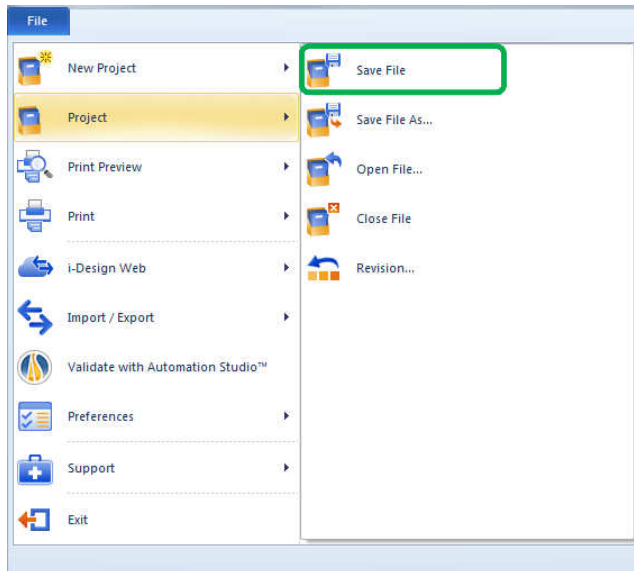 File
New Project
Project
Print Preview
Print
i-Design Web
Import / Export
Validate with Automation Studio™
Preferences
Support
Exit
Save File
Save File As...
Open File...
Close File
Revision...